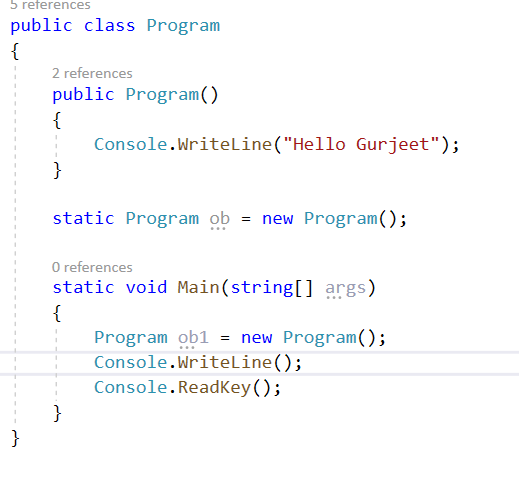 5 references
public class Program
{
2 references
public Program()
{
Console.WriteLine("Hello Gurjeet");
}
static Program ob = new Program();
0 references
static void Main(string[] args)
{
Program ob1 = new Program();
Console.WriteLine();
Console.ReadKey();
}
}